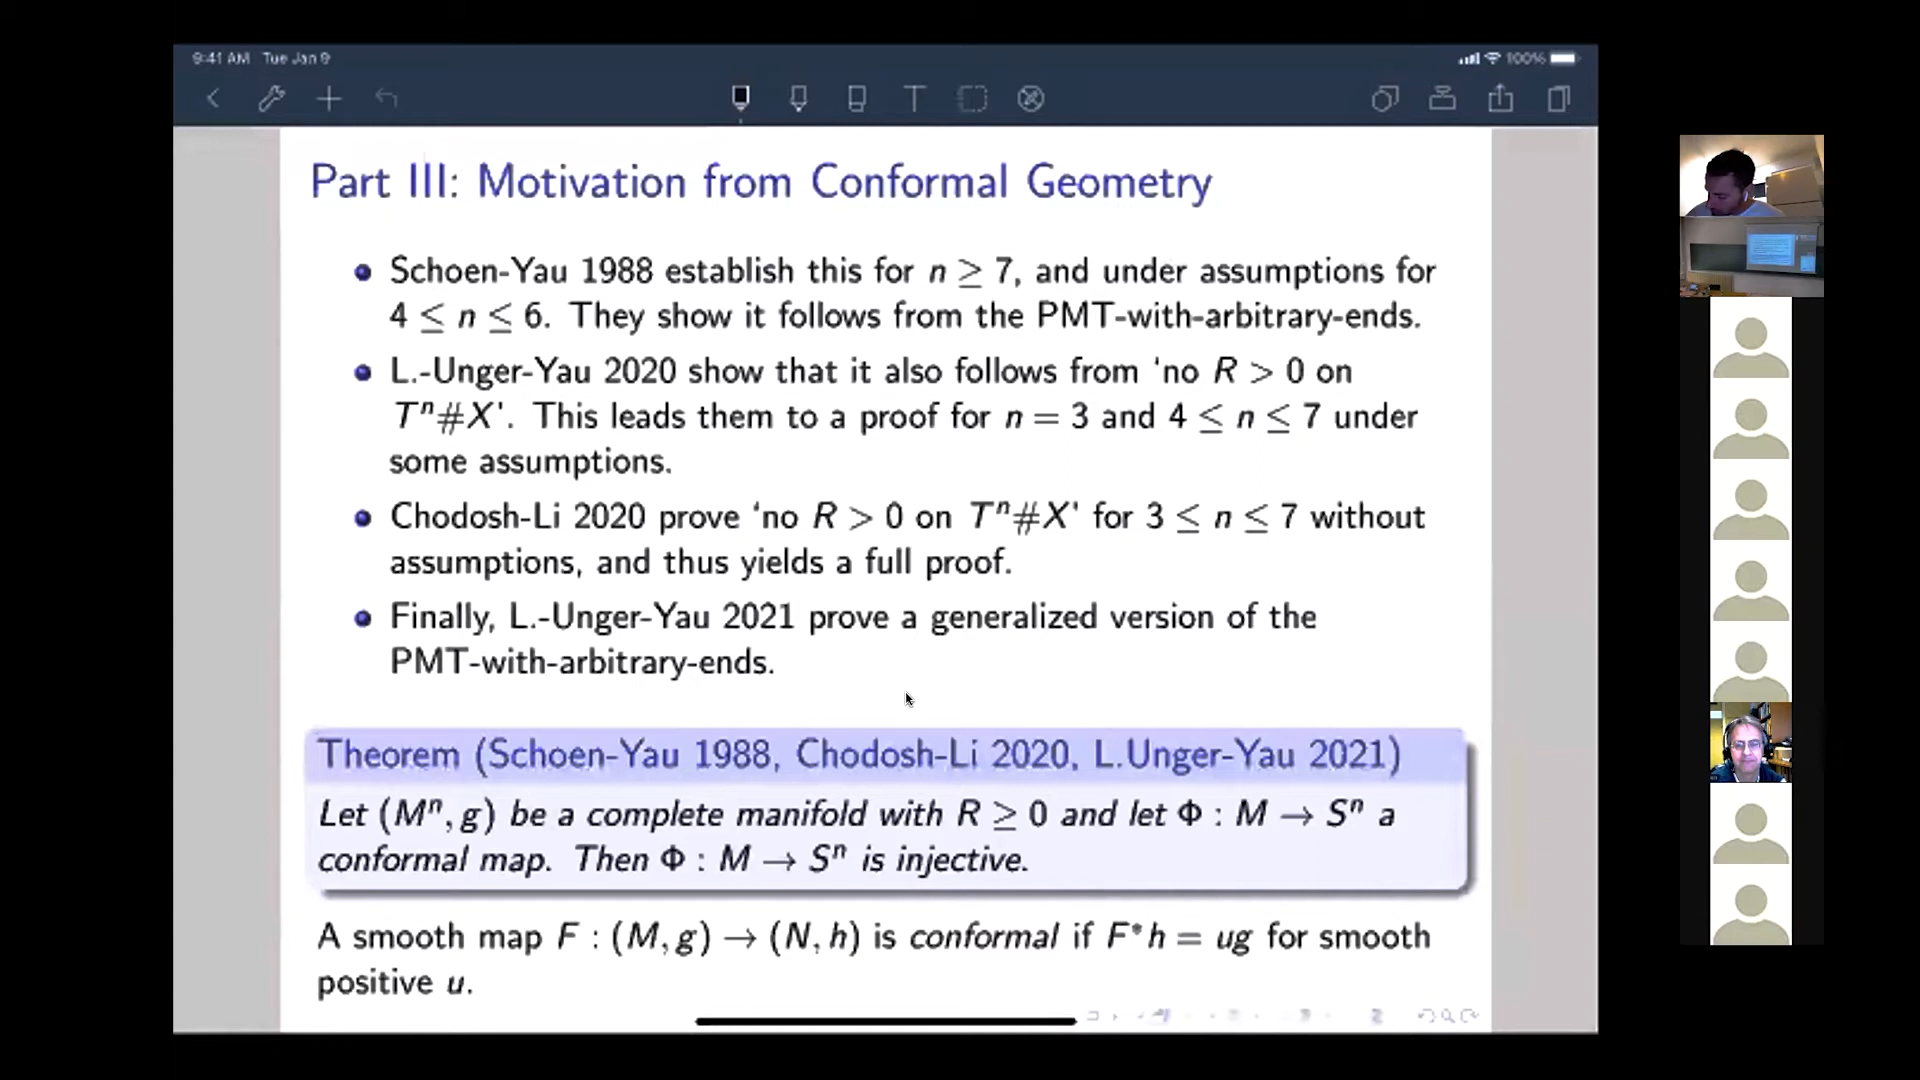 9:41 AM Tue Jan 9
100%
Part III: Motivation from Conformal Geometry
Schoen-Yau 1988 establish this for n ≥ 7, and under assumptions for
4 ≤ n ≤ 6. They show it follows from the PMT-with-arbitrary-ends.
L.-Unger-Yau 2020 show that it also follows from 'no R > 0 on
Tⁿ#X'. This leads them to a proof for n = 3 and 4 ≤ n ≤ 7 under
some assumptions.
Chodosh-Li 2020 prove 'no R > 0 on Tⁿ#X' for 3 ≤ n ≤ 7 without
assumptions, and thus yields a full proof.
Finally, L.-Unger-Yau 2021 prove a generalized version of the
PMT-with-arbitrary-ends.
Theorem (Schoen-Yau 1988, Chodosh-Li 2020, L.Unger-Yau 2021)
Let (Mⁿ, g) be a complete manifold with R ≥ 0 and let Φ : M → Sⁿ a
conformal map. Then Φ : M → Sⁿ is injective.
A smooth map F : (M, g) → (N, h) is conformal if F*h = ug for smooth
positive u.